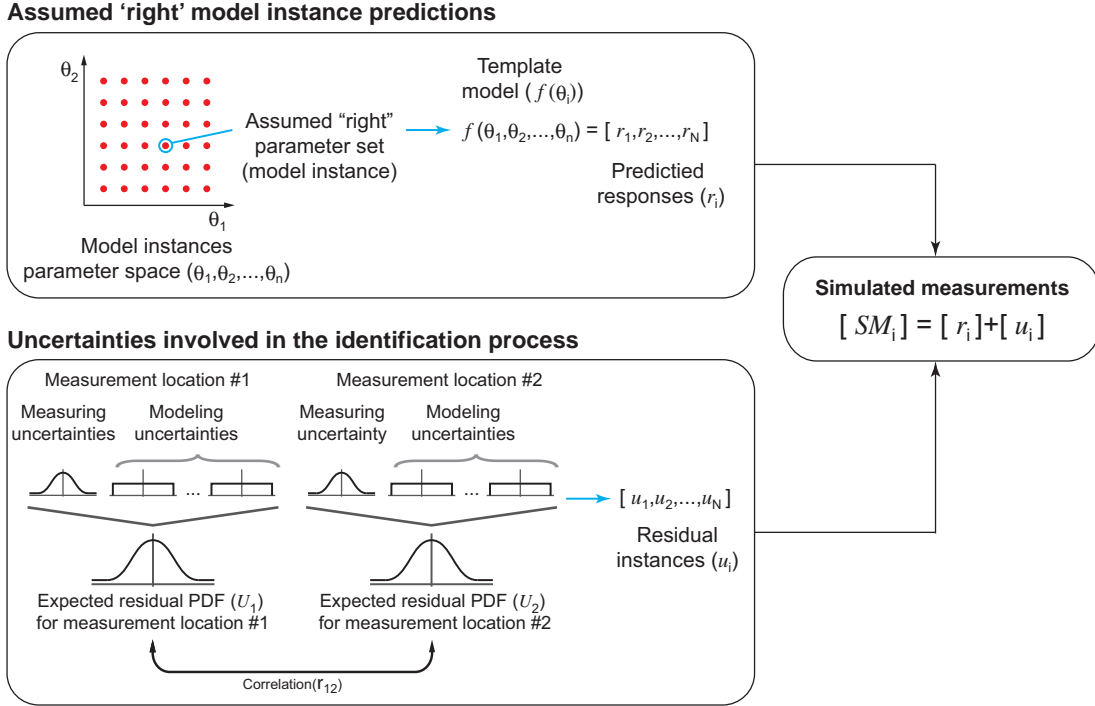 Assumed ‘right’ model instance predictions
θ2
θ1
Model instances
parameter space (θ1,θ2,...,θn)
Assumed “right”
parameter set
(model instance)
Template
model ( f (θi))
f (θ1,θ2,...,θn) = [ r1,r2,...,rN ]
Predictied
responses (ri)
Simulated measurements
[ SMi ] = [ ri ]+[ ui ]
Uncertainties involved in the identification process
Measurement location #1
Measurement location #2
Measuring
uncertainties
Modeling
uncertainties
Measuring
uncertainty
Modeling
uncertainties
...
...
[ u1,u2,...,uN ]
Residual
instances (ui)
Expected residual PDF (U1)
for measurement location #1
Expected residual PDF (U2)
for measurement location #2
Correlation(r12)